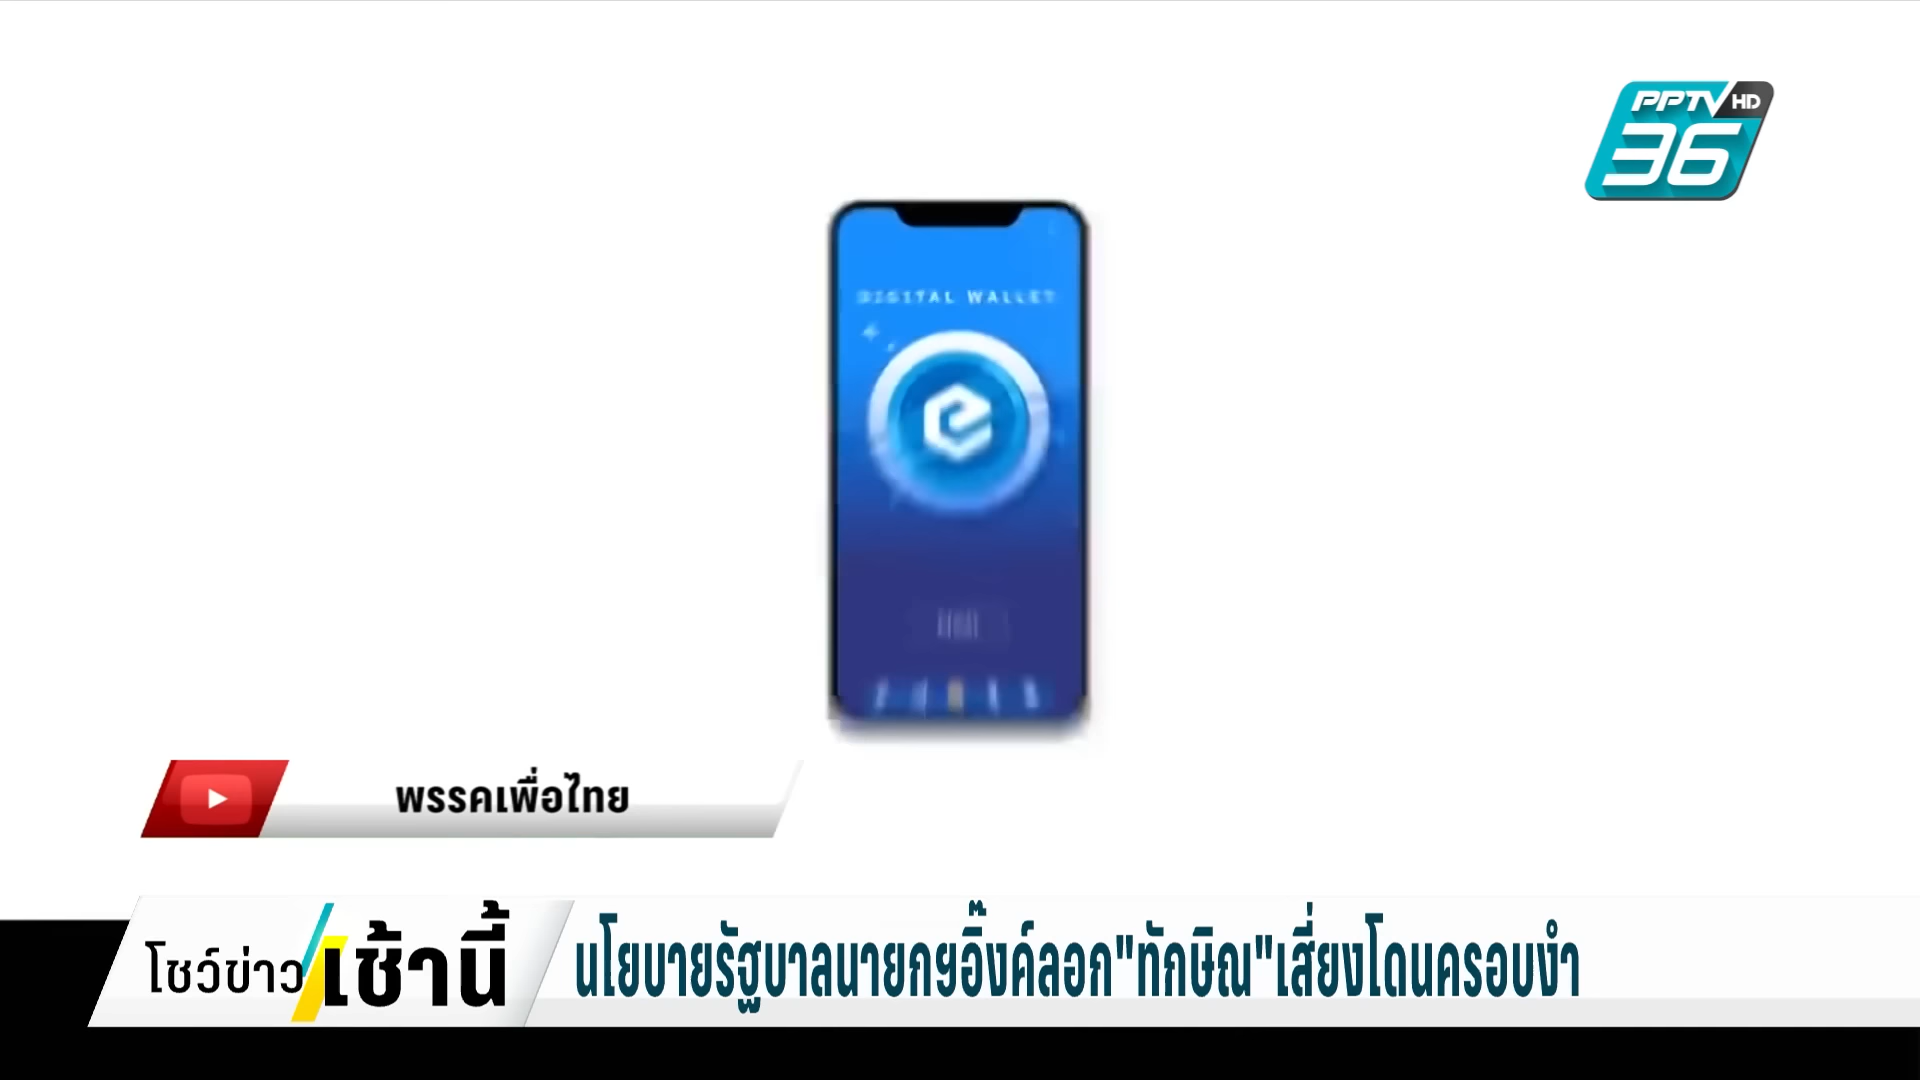 PPTV HD
36
DIGITAL WALLET
พรรคเพื่อไทย
โชว์ข่าวเช้านี้
นโยบายรัฐบาลนายกฯอิ๊งค์ลอก"ทักษิณ"เสี่ยงโดนครอบงำ